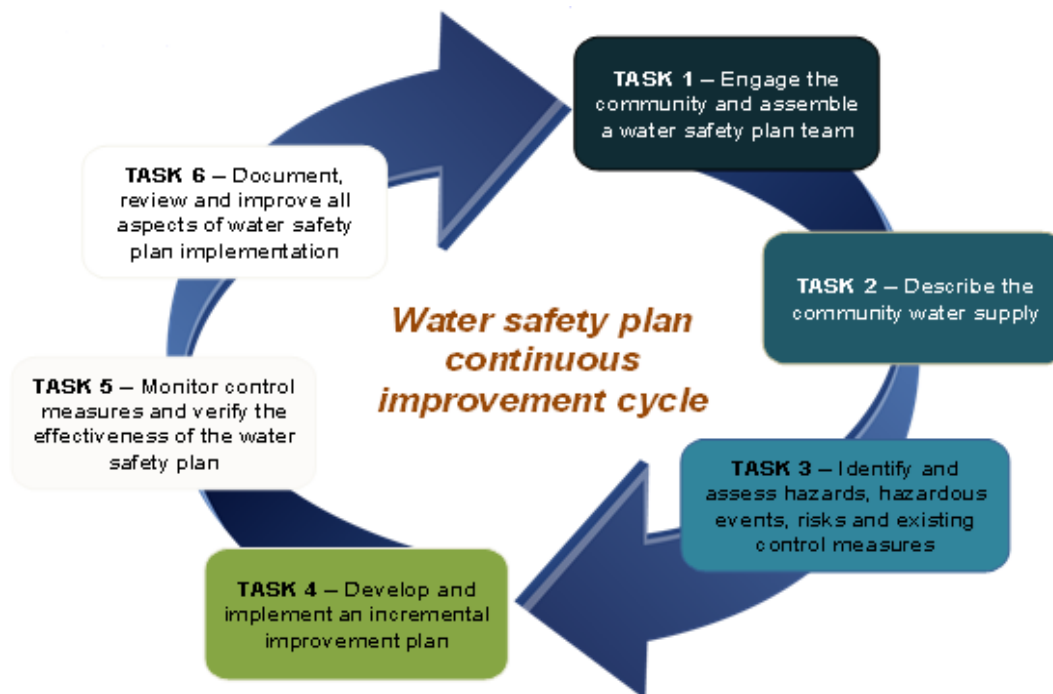 TASK 1 – Engage the
community and assemble
a water safety plan team
TASK 2 – Describe the
community water supply
TASK 3 – Identify and
assess hazards, hazardous
events, risks and existing
control measures
TASK 4 – Develop and
implement an incremental
improvement plan
TASK 5 – Monitor control
measures and verify the
effectiveness of the water
safety plan
TASK 6 – Document,
review and improve all
aspects of water safety
plan implementation
Water safety plan
continuous
improvement cycle